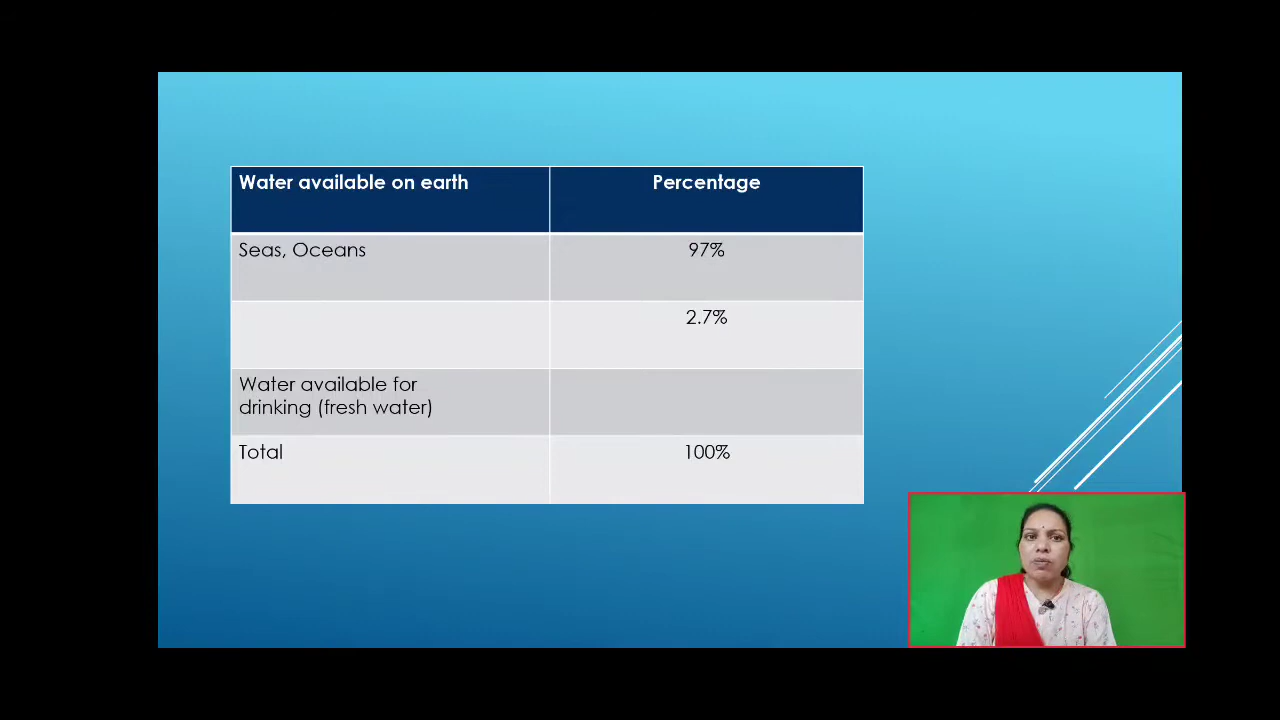 Water available on earth
Percentage
Seas, Oceans
97%
2.7%
Water available for
drinking (fresh water)
Total
100%